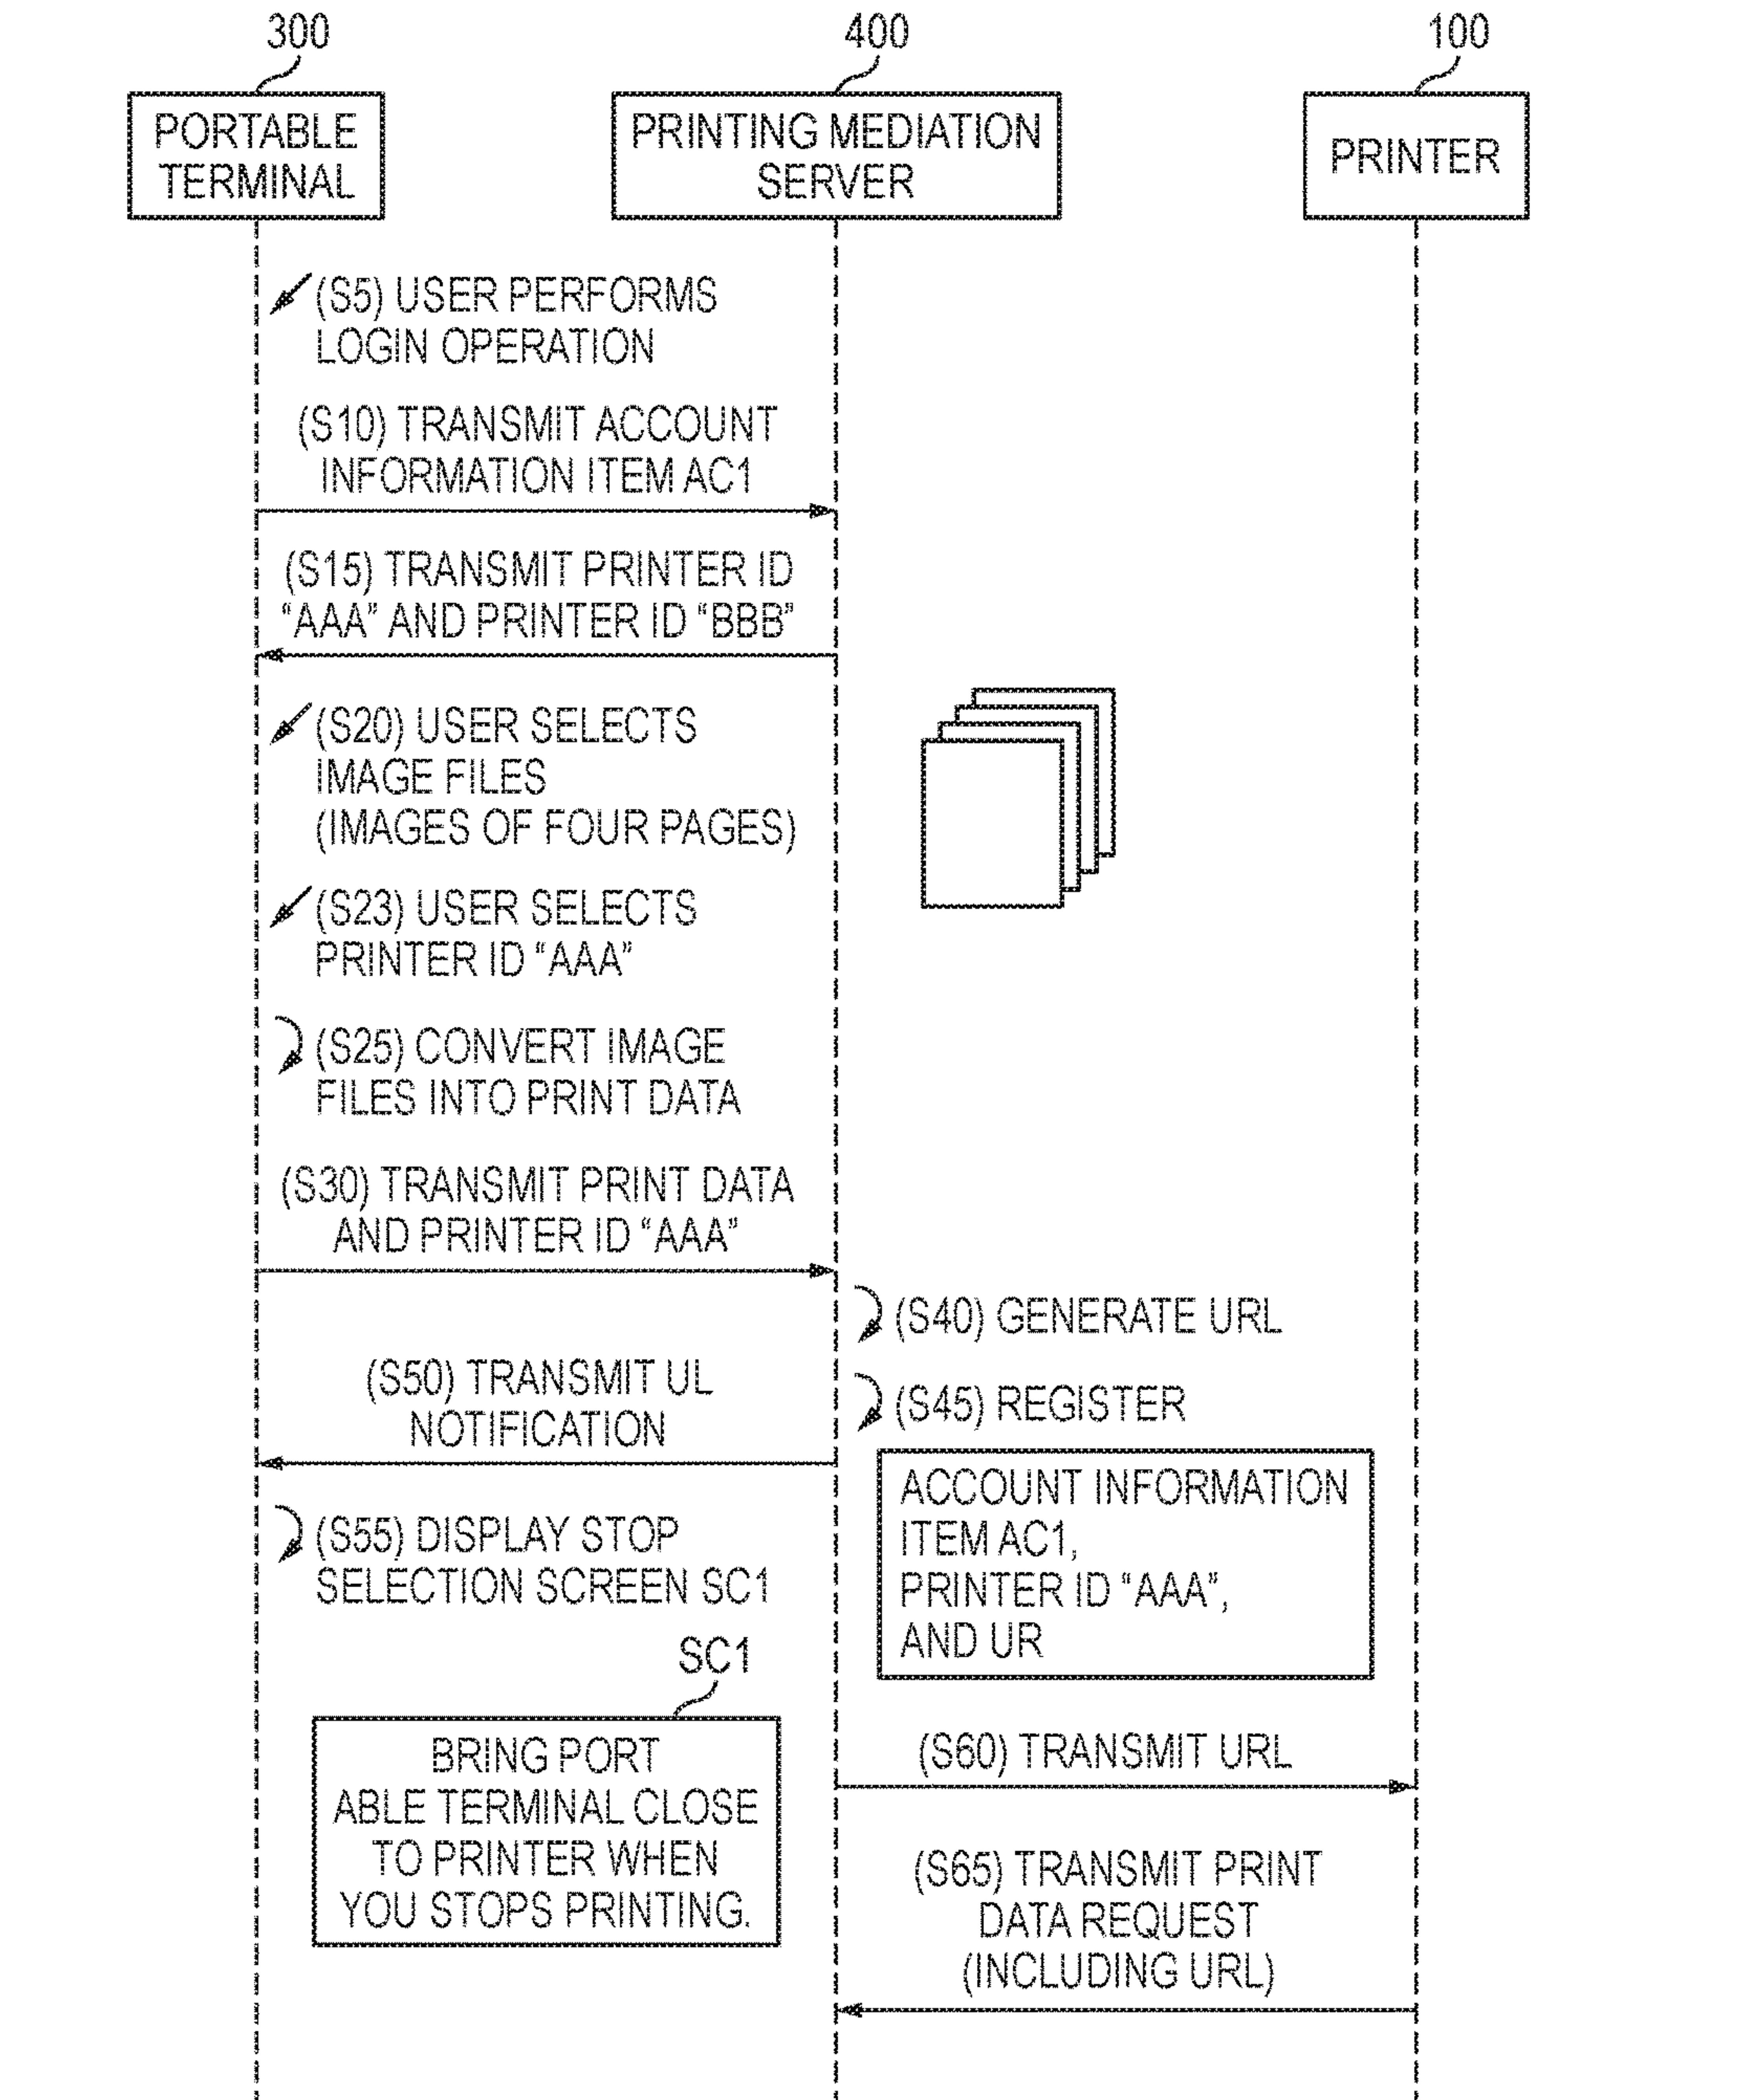 300
400
100
PORTABLE
TERMINAL
PRINTING MEDIATION
SERVER
PRINTER
(S5) USER PERFORMS
LOGIN OPERATION
(S10) TRANSMIT ACCOUNT
INFORMATION ITEM AC1
(S15) TRANSMIT PRINTER ID
“AAA” AND PRINTER ID “BBB”
(S20) USER SELECTS
IMAGE FILES
(IMAGES OF FOUR PAGES)
(S23) USER SELECTS
PRINTER ID “AAA”
(S25) CONVERT IMAGE
FILES INTO PRINT DATA
(S30) TRANSMIT PRINT DATA
AND PRINTER ID “AAA”
(S40) GENERATE URL
(S45) REGISTER
ACCOUNT INFORMATION
ITEM AC1,
PRINTER ID “AAA”,
AND UR
(S50) TRANSMIT UL
NOTIFICATION
(S55) DISPLAY STOP
SELECTION SCREEN SC1
SC1
BRING PORT
ABLE TERMINAL CLOSE
TO PRINTER WHEN
YOU STOPS PRINTING.
(S60) TRANSMIT URL
(S65) TRANSMIT PRINT
DATA REQUEST
(INCLUDING URL)